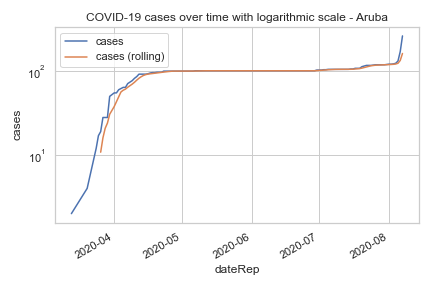 COVID-19 cases over time with logarithmic scale - Aruba
cases
cases (rolling)
10²
10¹
cases
2020-04
2020-05
2020-06
2020-07
2020-08
dateRep